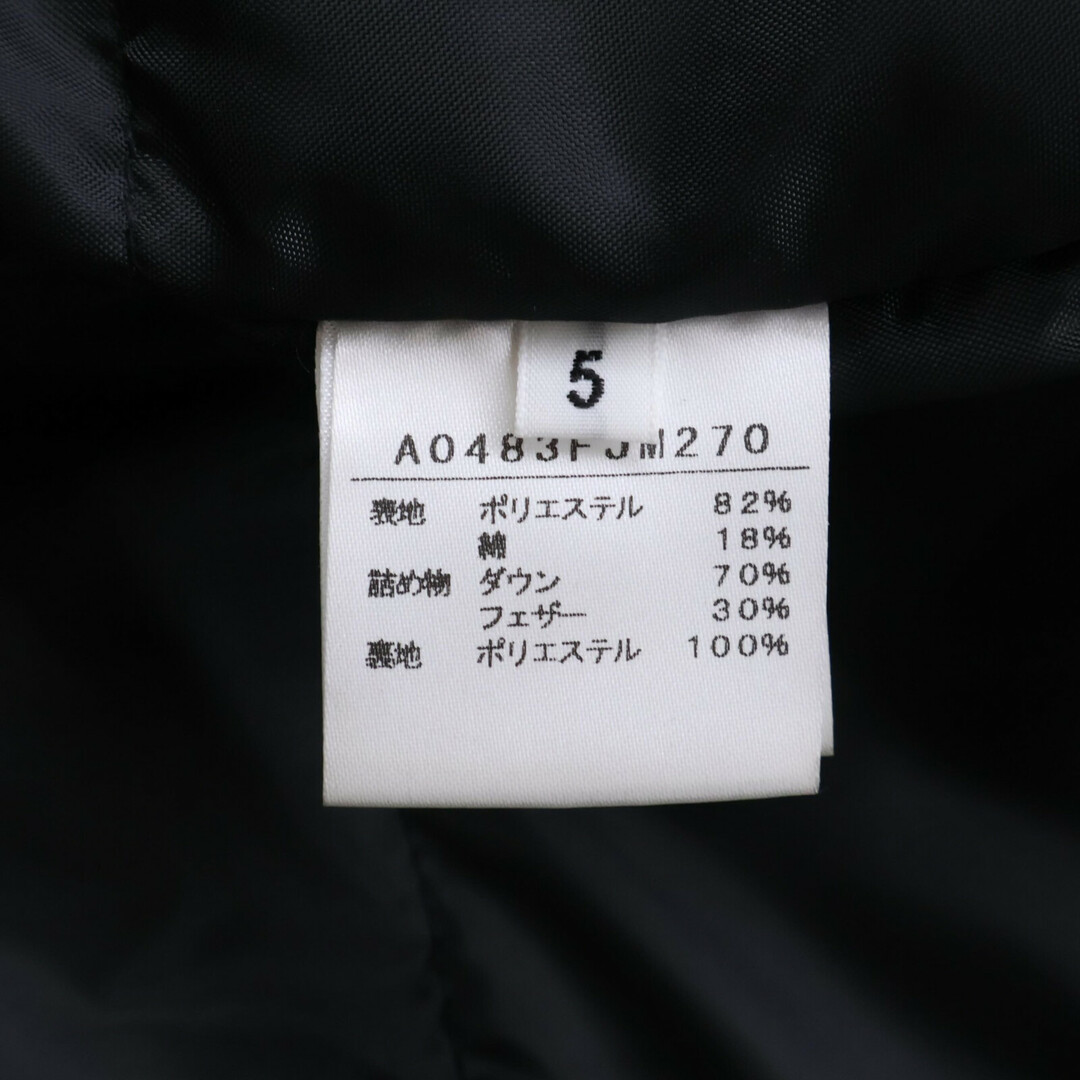 5
A0483FJM270
表地 ポリエステル 82%
綿 18%
詰め物 ダウン 70%
フェザー 30%
裏地 ポリエステル 100%